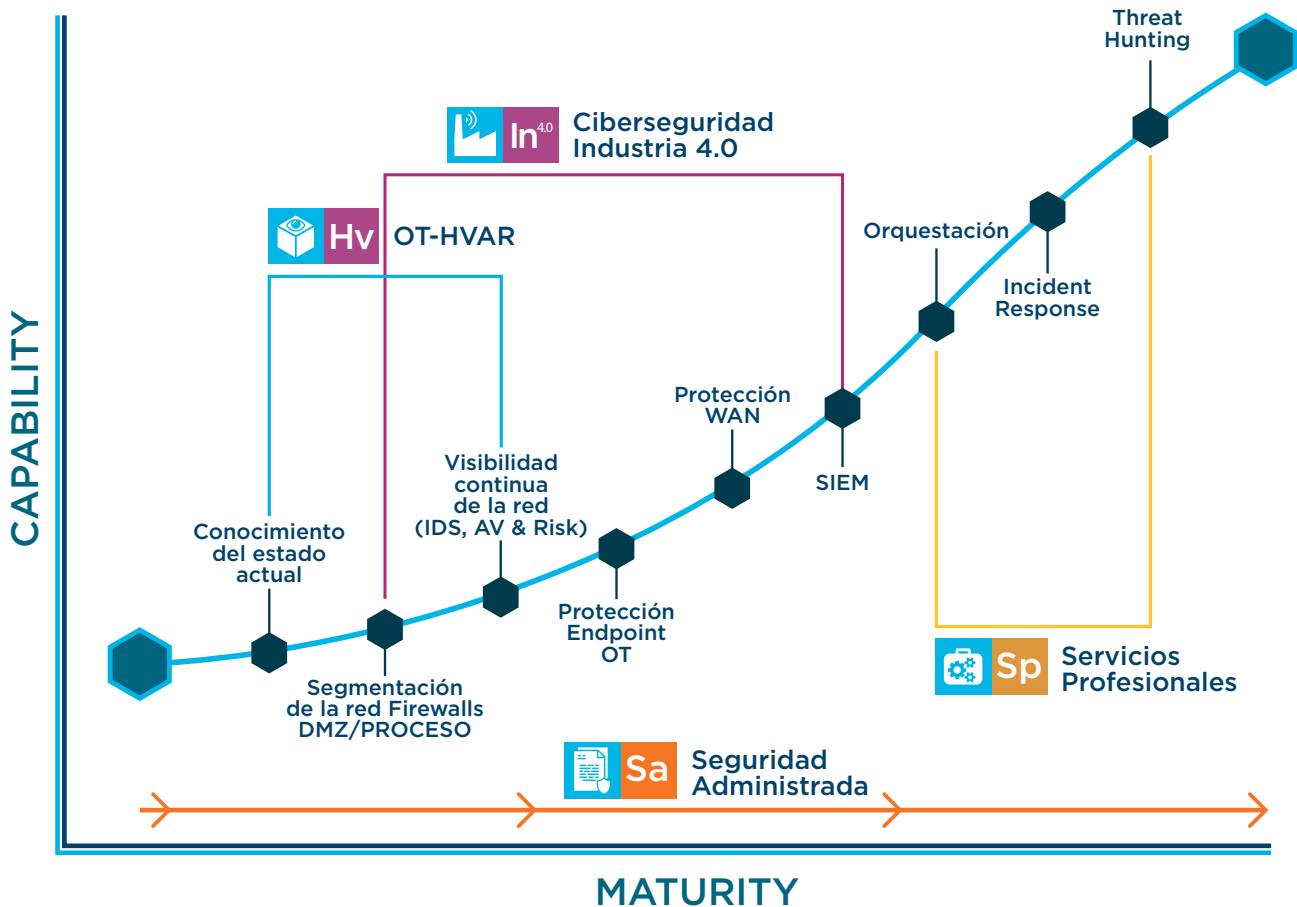 Threat
Hunting
In4.0
Ciberseguridad
Industria 4.0
Hv
OT-HVAR
Orquestación
Incident
Response
CAPABILITY
Protección
WAN
Visibilidad
continua
de la red
(IDS, AV & Risk)
SIEM
Conocimiento
del estado
actual
Protección
Endpoint
OT
Sp
Servicios
Profesionales
Segmentación
de la red Firewalls
DMZ/PROCESO
Sa
Seguridad
Administrada
MATURITY